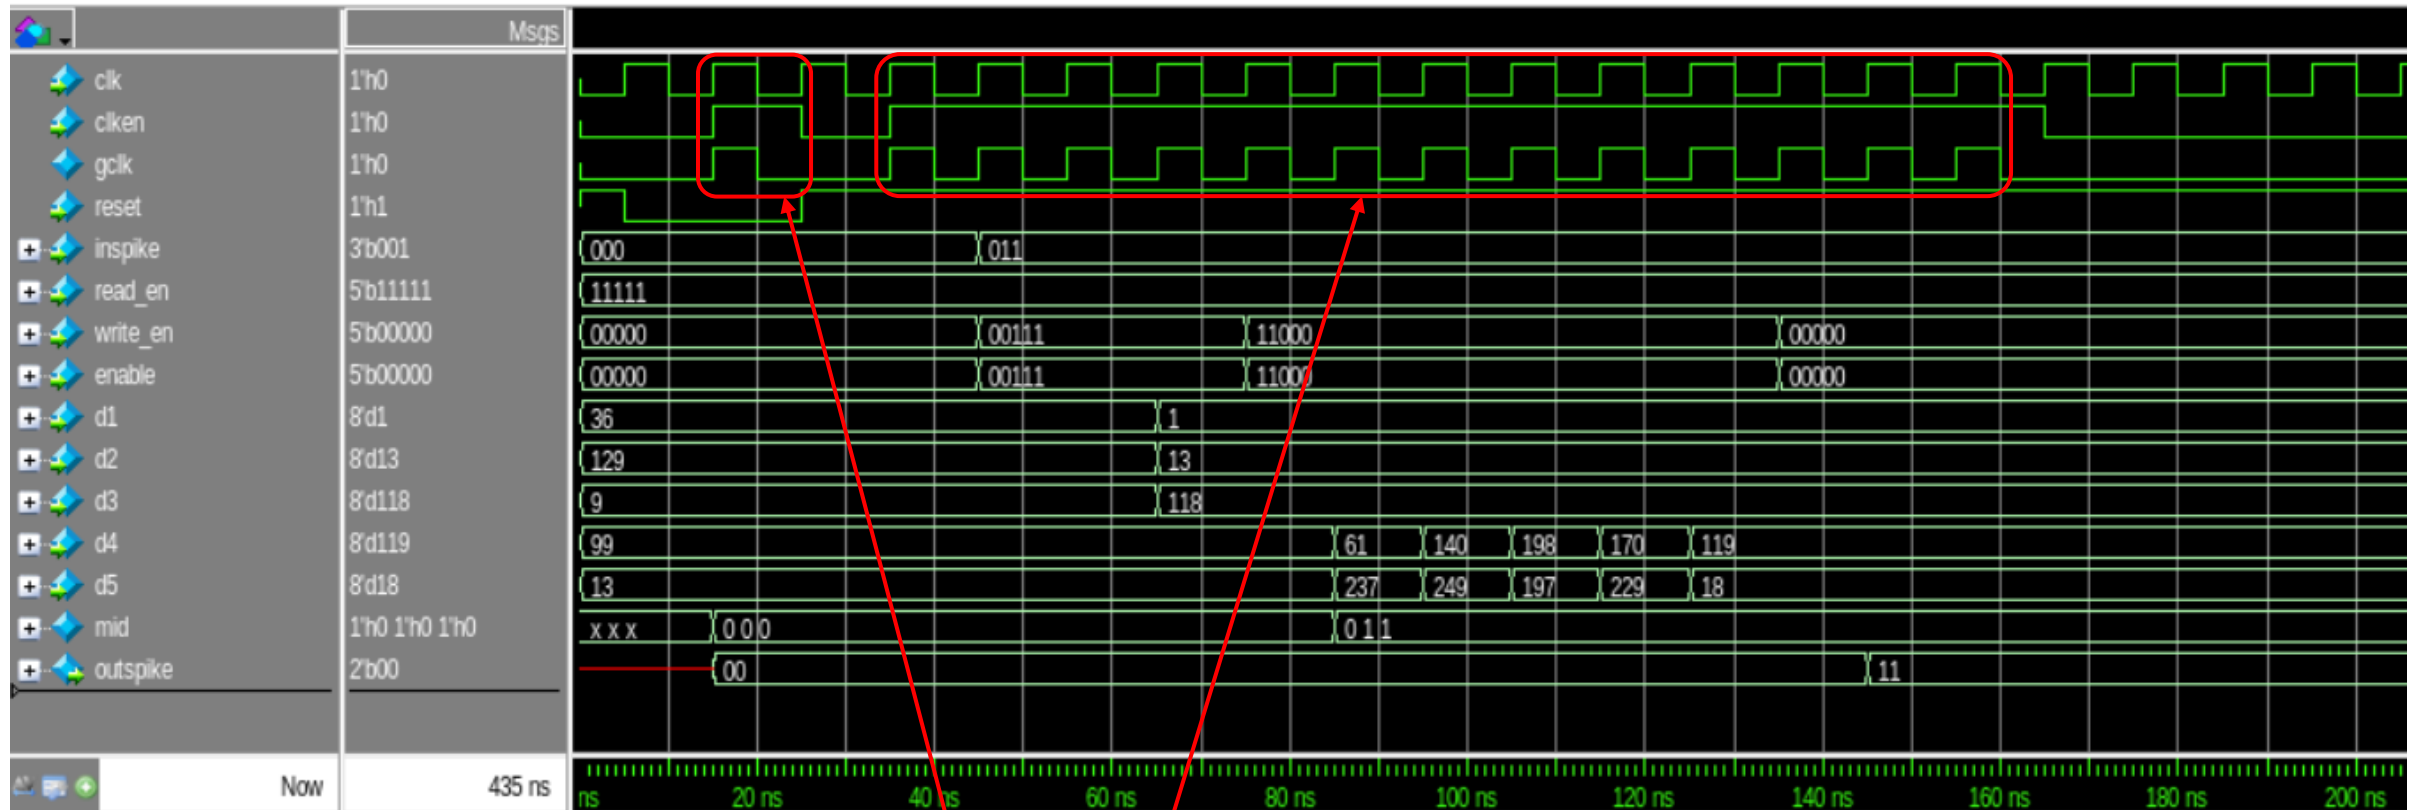 Msgs
clk 1'h0
clken 1'h0
gclk 1'h0
reset 1'h1
inspike 3'b001 000 011
read_en 5'b11111 11111
write_en 5'b00000 00000 00111 11000 00000
enable 5'b00000 00000 00111 11000 00000
d1 8'd1 36 1
d2 8'd13 129 13
d3 8'd118 9 118
d4 8'd119 99 61 140 198 170 119
d5 8'd18 13 237 249 197 229 18
mid 1'h0 1'h0 1'h0 x x x 0 0 0 0 1 1
outspike 2'b00 00 11
Now 435 ns ns 20 ns 40 ns 60 ns 80 ns 100 ns 120 ns 140 ns 160 ns 180 ns 200 ns